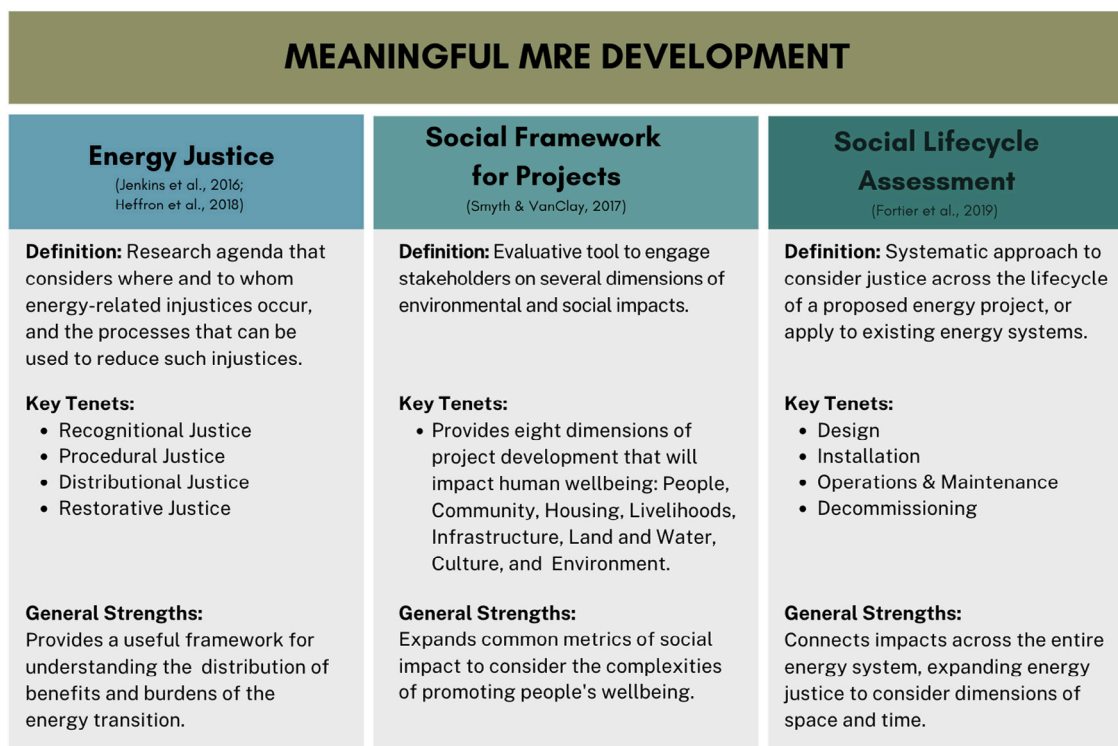 MEANINGFUL MRE DEVELOPMENT
Energy Justice
(Jenkins et al., 2016;
Heffron et al., 2018)
Definition: Research agenda that
considers where and to whom
energy-related injustices occur,
and the processes that can be
used to reduce such injustices.
Key Tenets:
• Recognitional Justice
• Procedural Justice
• Distributional Justice
• Restorative Justice
General Strengths:
Provides a useful framework for
understanding the distribution of
benefits and burdens of the
energy transition.
Social Framework
for Projects
(Smyth & VanClay, 2017)
Definition: Evaluative tool to engage
stakeholders on several dimensions of
environmental and social impacts.
Key Tenets:
• Provides eight dimensions of
project development that will
impact human wellbeing: People,
Community, Housing, Livelihoods,
Infrastructure, Land and Water,
Culture, and Environment.
General Strengths:
Expands common metrics of social
impact to consider the complexities
of promoting people's wellbeing.
Social Lifecycle
Assessment
(Fortier et al., 2019)
Definition: Systematic approach to
consider justice across the lifecycle
of a proposed energy project, or
apply to existing energy systems.
Key Tenets:
• Design
• Installation
• Operations & Maintenance
• Decommissioning
General Strengths:
Connects impacts across the entire
energy system, expanding energy
justice to consider dimensions of
space and time.